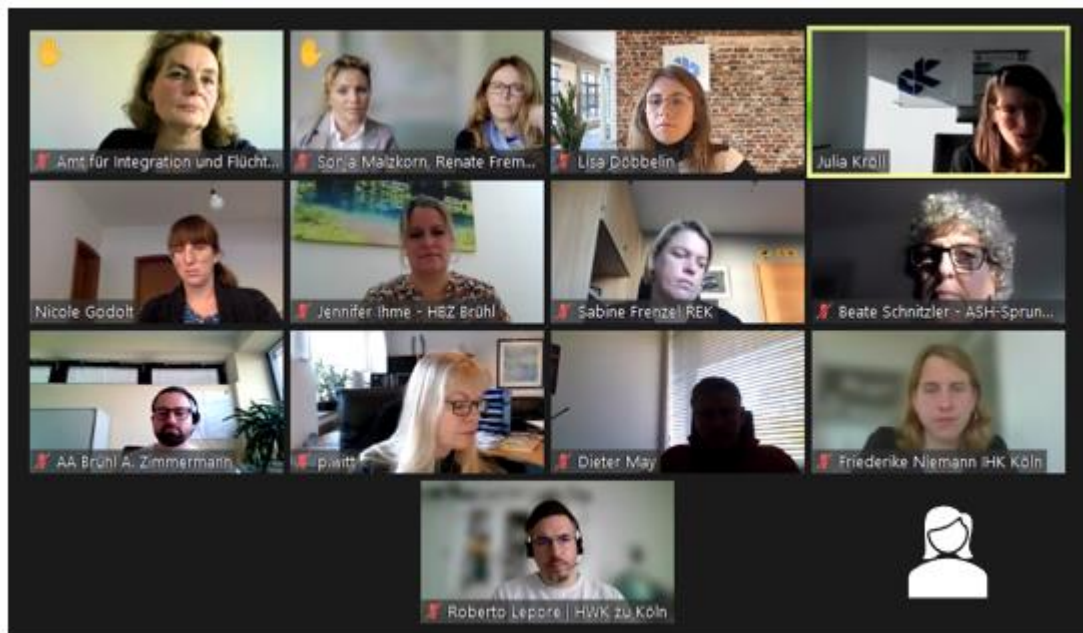 Amt für Integration und Flücht...
Sonja Malzkorn, Renate Frem...
Lisa Döbbelin
Julia Kröll
Nicole Godolt
Jennifer Ihme - HBZ Brühl
Sabine Frenzel REK
Beate Schnitzler - ASH-Sprun...
AA Brühl A. Zimmermann
p.witt
Dieter May
Friederike Niemann IHK Köln
Roberto Lepore | HWK zu Köln